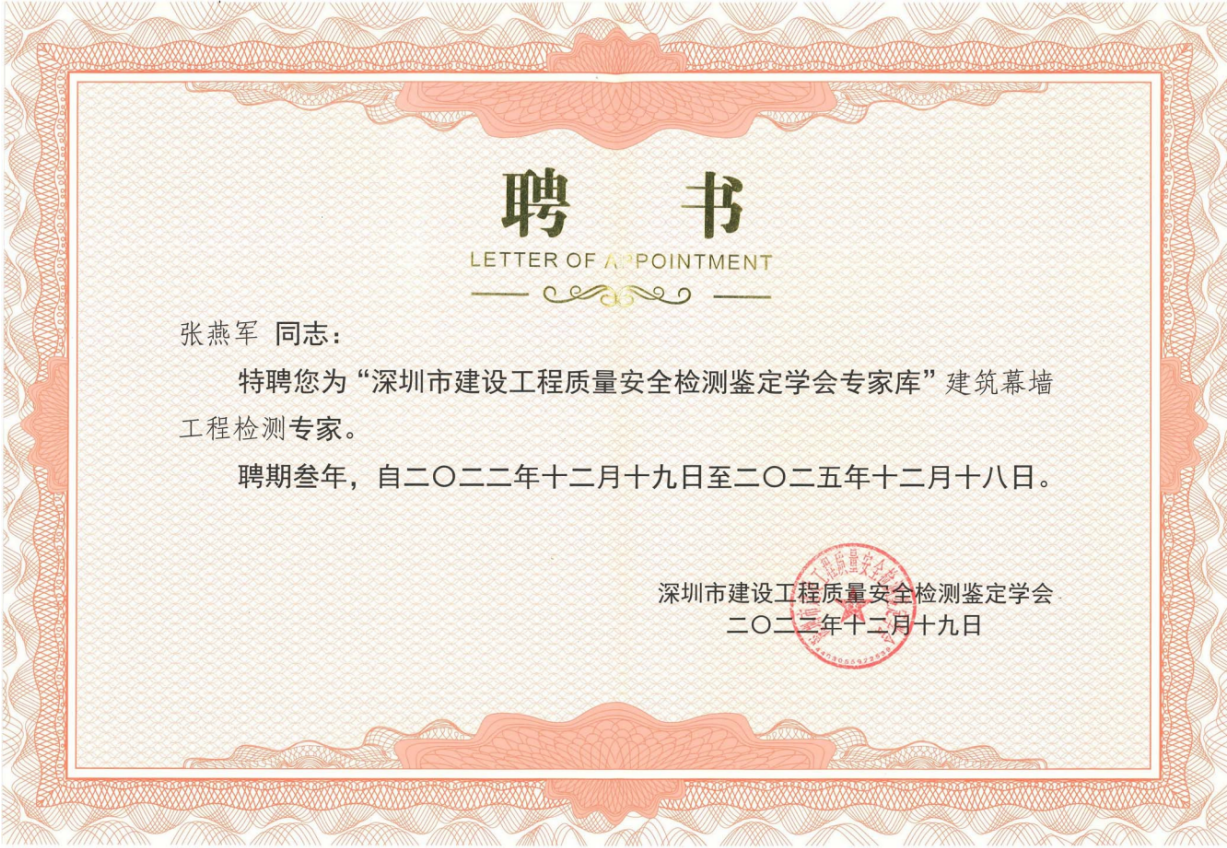 聘 书
LETTER OF APPOINTMENT
张燕军 同志：
特聘您为“深圳市建设工程质量安全检测鉴定学会专家库”建筑幕墙
工程检测专家。
聘期叁年，自二〇二二年十二月十九日至二〇二五年十二月十八日。
深圳市建设工程质量安全检测鉴定学会
二〇二二年十二月十九日